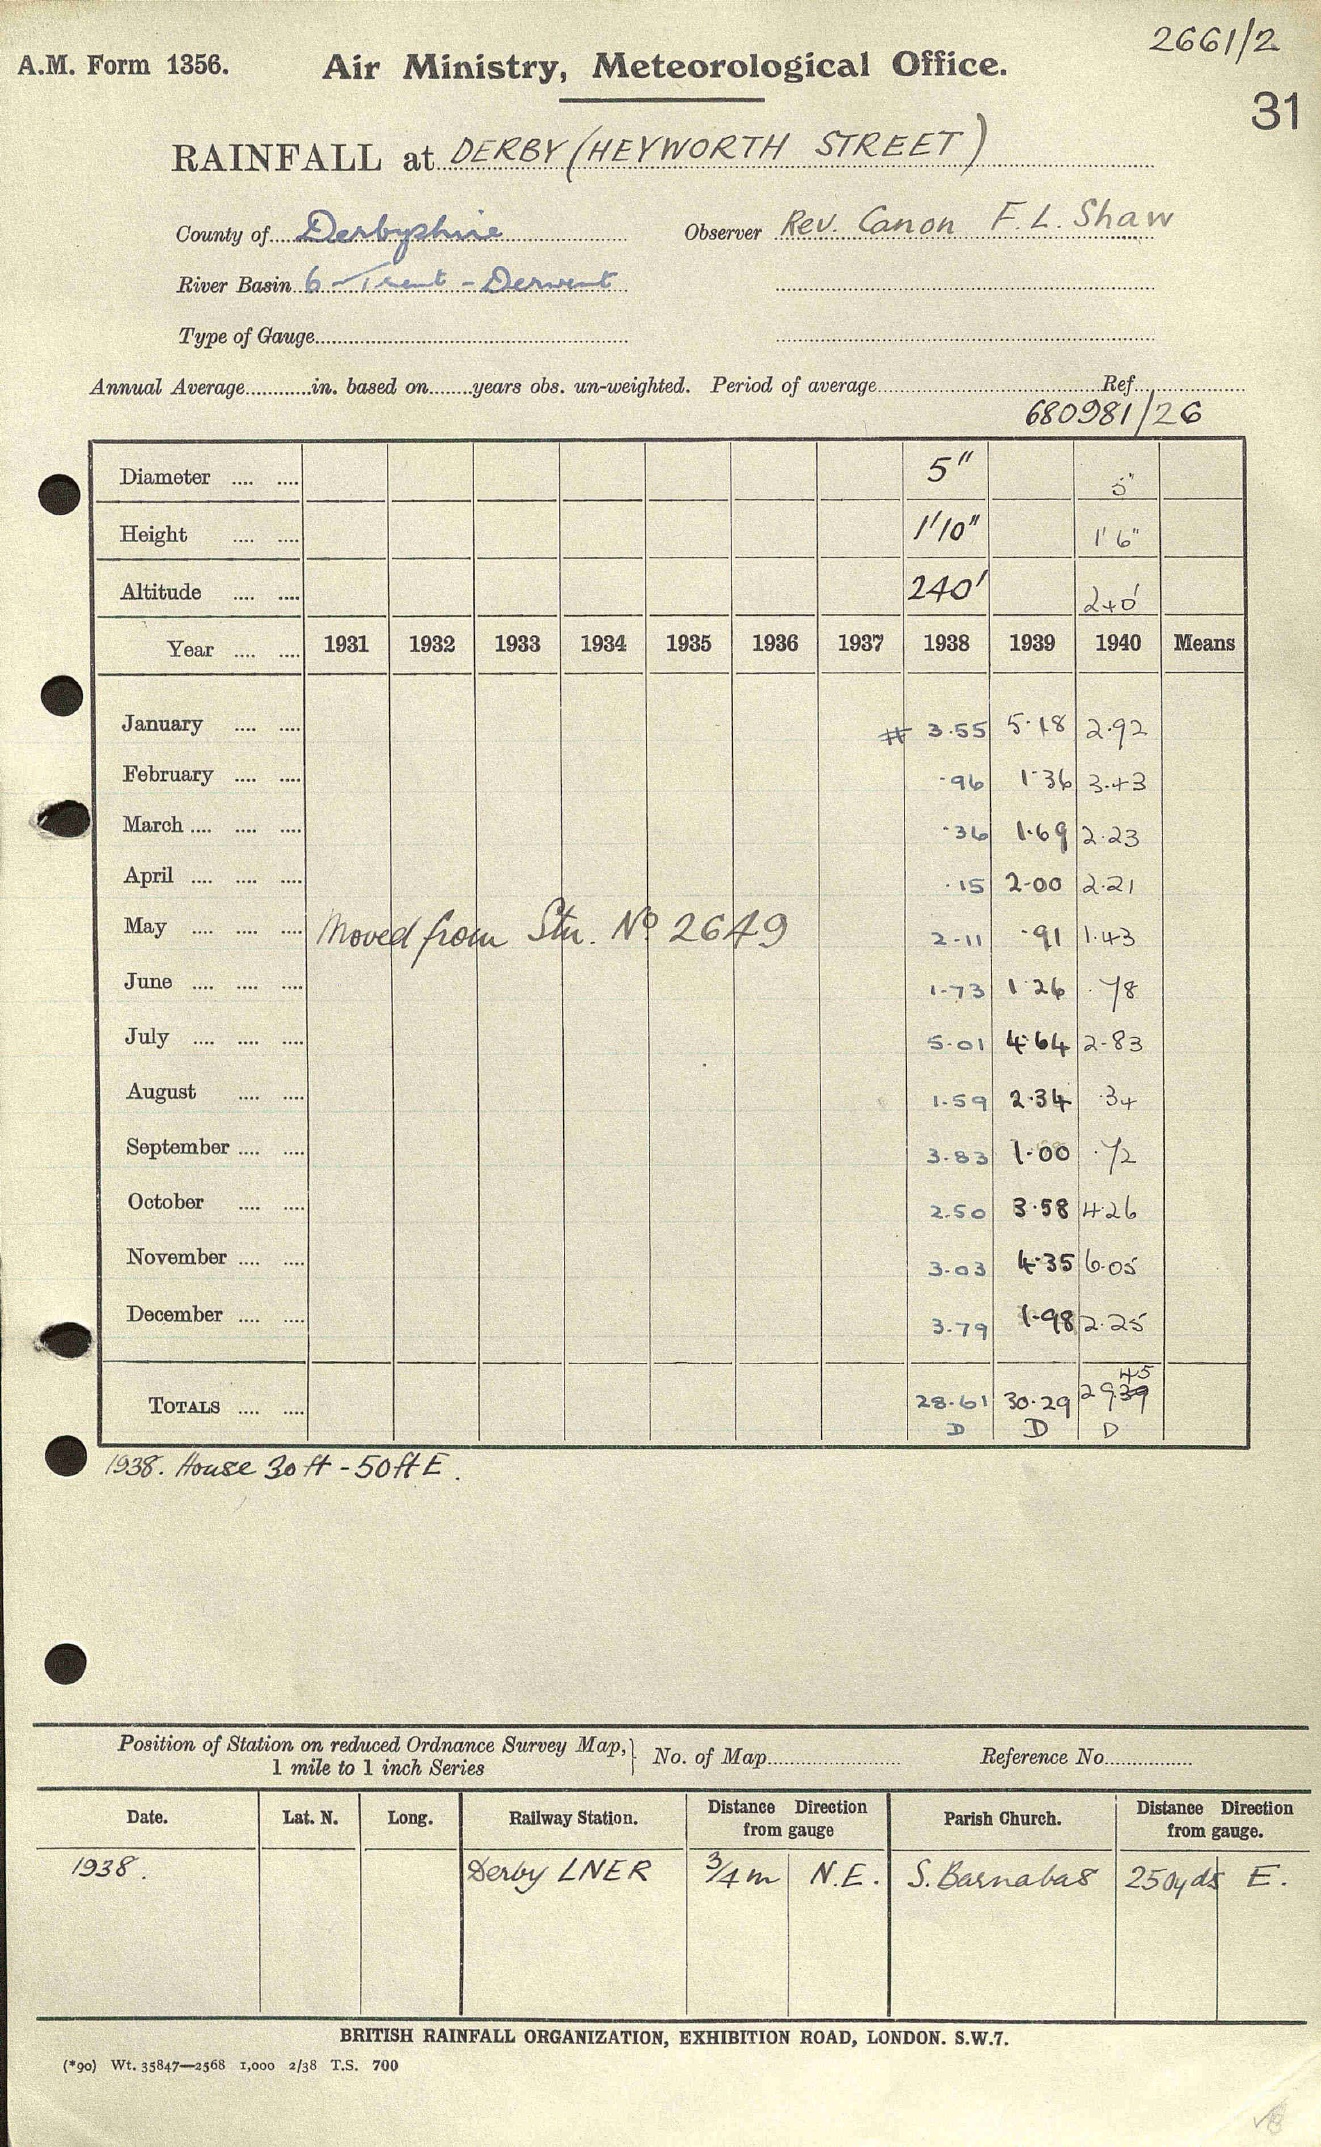 2661/2
A.M. Form 1356. Air Ministry, Meteorological Office.
31
RAINFALL at DERBY (HEYWORTH STREET)
County of Derbyshire Observer Rev. Canon F. L. Shaw
River Basin 6 - Trent - Derwent
Type of Gauge
Annual Average in. based on years obs. un-weighted. Period of average Ref.
680981/26
Diameter 5" 5"
Height 1'10" 1'6"
Altitude 240' 240'
Year 1931 1932 1933 1934 1935 1936 1937 1938 1939 1940 Means
January # 3.55 5.18 2.92
February .96 1.36 3.43
March .36 1.69 2.23
April .15 2.00 2.21
May Moved from Stn. No 2649 2.11 .91 1.43
June 1.73 1.26 .78
July 5.01 4.64 2.83
August 1.59 2.34 .34
September 3.83 1.00 .72
October 2.50 3.58 4.26
November 3.03 4.35 6.05
December 3.79 1.98 2.25
45
TOTALS 28.61 30.29 29.39
D D D
1938. House 30 ft - 50 ft E.
Position of Station on reduced Ordnance Survey Map, } No. of Map Reference No.
1 mile to 1 inch Series
Date. Lat. N. Long. Railway Station. Distance Direction from gauge Parish Church. Distance Direction from gauge.
1938. Derby LNER 3/4 m N.E. S. Barnabas 250 yds E.
BRITISH RAINFALL ORGANIZATION, EXHIBITION ROAD, LONDON. S.W.7.
(*90) Wt. 35847—2568 1,000 2/38 T.S. 700